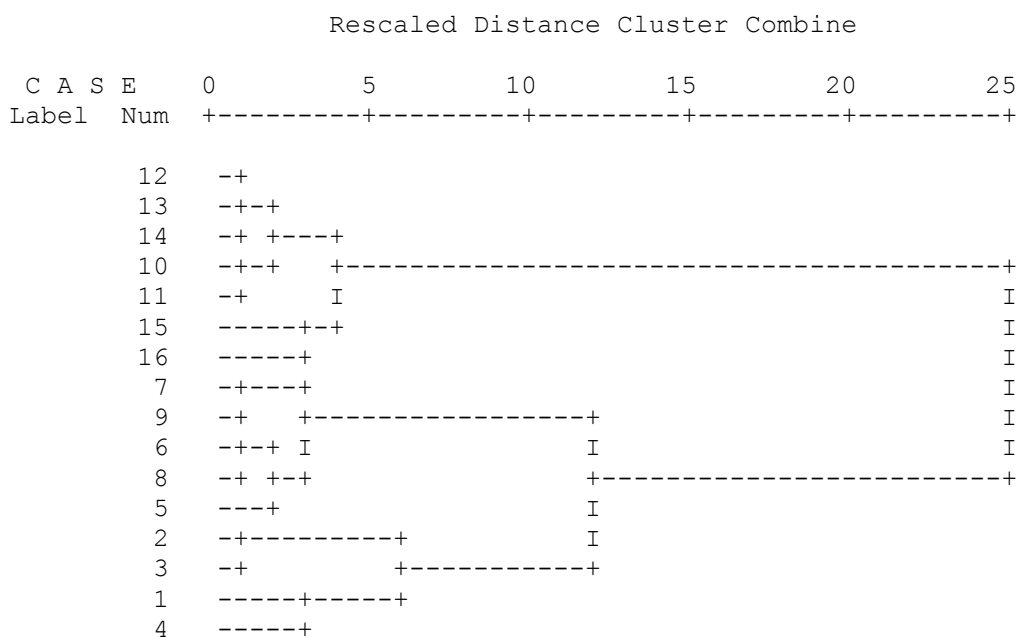 Rescaled Distance Cluster Combine
C A S E    0         5        10        15        20        25
Label  Num  +---------+---------+---------+---------+---------+
        12   -+
        13   -+-+
        14   -+ +---+
        10   -+-+   +-----------------------------------------+
        11   -+     I                                         I
        15   -----+-+                                         I
        16   -----+                                           I
         7   -+---+                                           I
         9   -+   +-----------------+                         I
         6   -+-+ I                 I                         I
         8   -+ +-+                 +-------------------------+
         5   ---+                   I
         2   -+---------+           I
         3   -+         +-----------+
         1   -----+-----+
         4   -----+